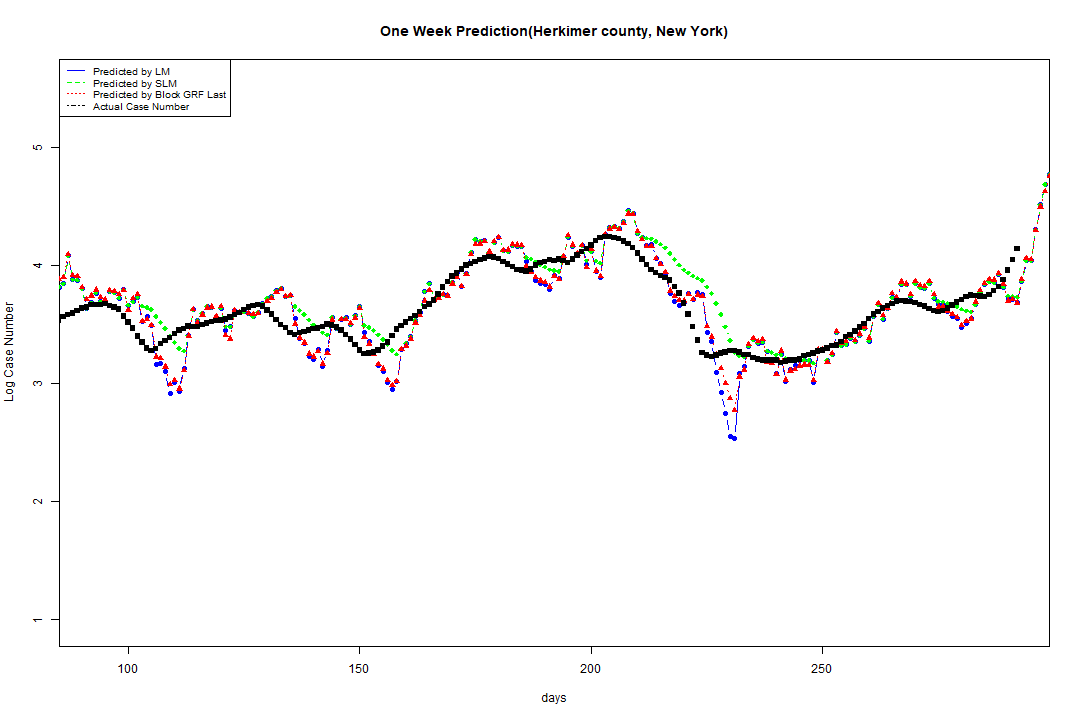 One Week Prediction(Herkimer county, New York)
Predicted by LM
Predicted by SLM
Predicted by Block GRF Last
Actual Case Number
Log Case Number
5
4
3
2
1
100
150
200
250
days